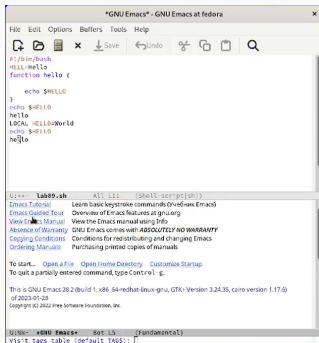 *GNU Emacs* - GNU Emacs at fedora
File Edit Options Buffers Tools Help
Save Undo
#!/bin/bash
HELL=Hello
function hello {
echo $HELLO
}
echo $HELLO
hello
LOCAL HELLO=World
echo $HELLO
hello
U:**- lab09.sh All L11 (Shell-script[sh])
Emacs Tutorial Learn basic keystroke commands (Учебник Emacs)
Emacs Guided Tour Overview of Emacs features at gnu.org
View Emacs Manual View the Emacs manual using Info
Absence of Warranty GNU Emacs comes with ABSOLUTELY NO WARRANTY
Copying Conditions Conditions for redistributing and changing Emacs
Ordering Manuals Purchasing printed copies of manuals
To start... Open a File Open Home Directory Customize Startup
To quit a partially entered command, type Control-g.
This is GNU Emacs 28.2 (build 1, x86_64-redhat-linux-gnu, GTK+ Version 3.24.35, cairo version 1.17.6)
of 2023-01-28
Copyright (C) 2022 Free Software Foundation, Inc.
U:%%- *GNU Emacs* Bot L5 (Fundamental)
Visit tags table (default TAGS):